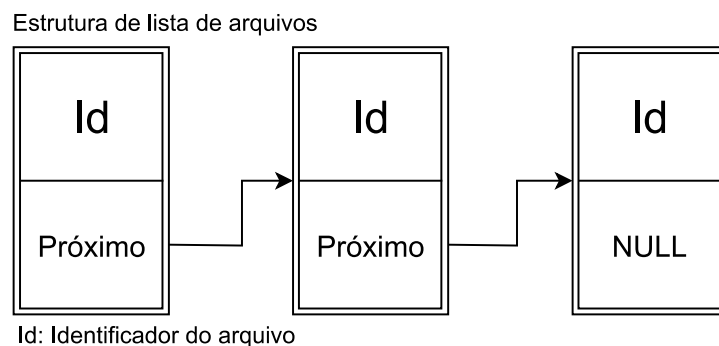 Estrutura de lista de arquivos
Id
Id
Id
Próximo
Próximo
NULL
Id: Identificador do arquivo